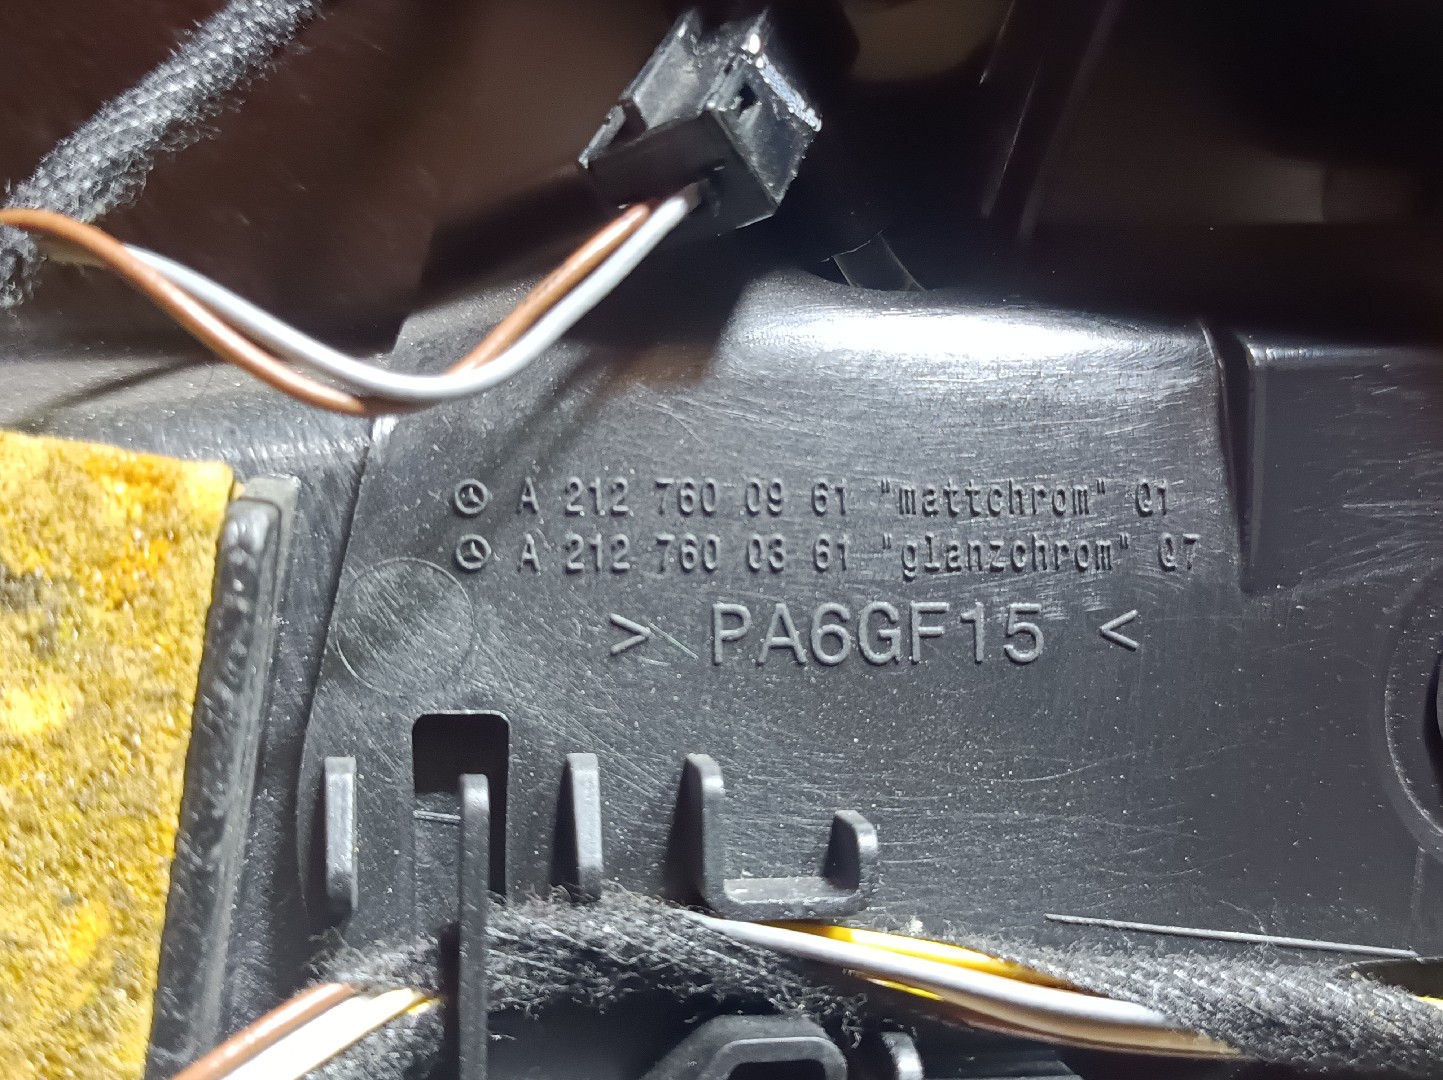 A 212 760 09 61 "mattchrom" Q1
A 212 760 03 61 "glanzchrom" Q7
> PA6GF15 <